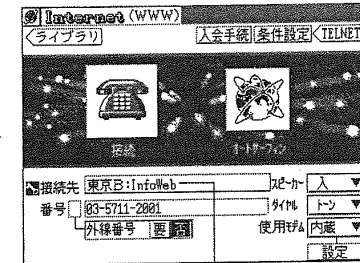 Internet (WWW)
ライブラリ 入会手続 条件設定 TELNET
接続 オートサーフィン
接続先 東京B:InfoWeb スピーカー 入
番号 03-5711-2001 ダイヤル トーン
外線番号 要 否 使用モデム 内蔵
設定